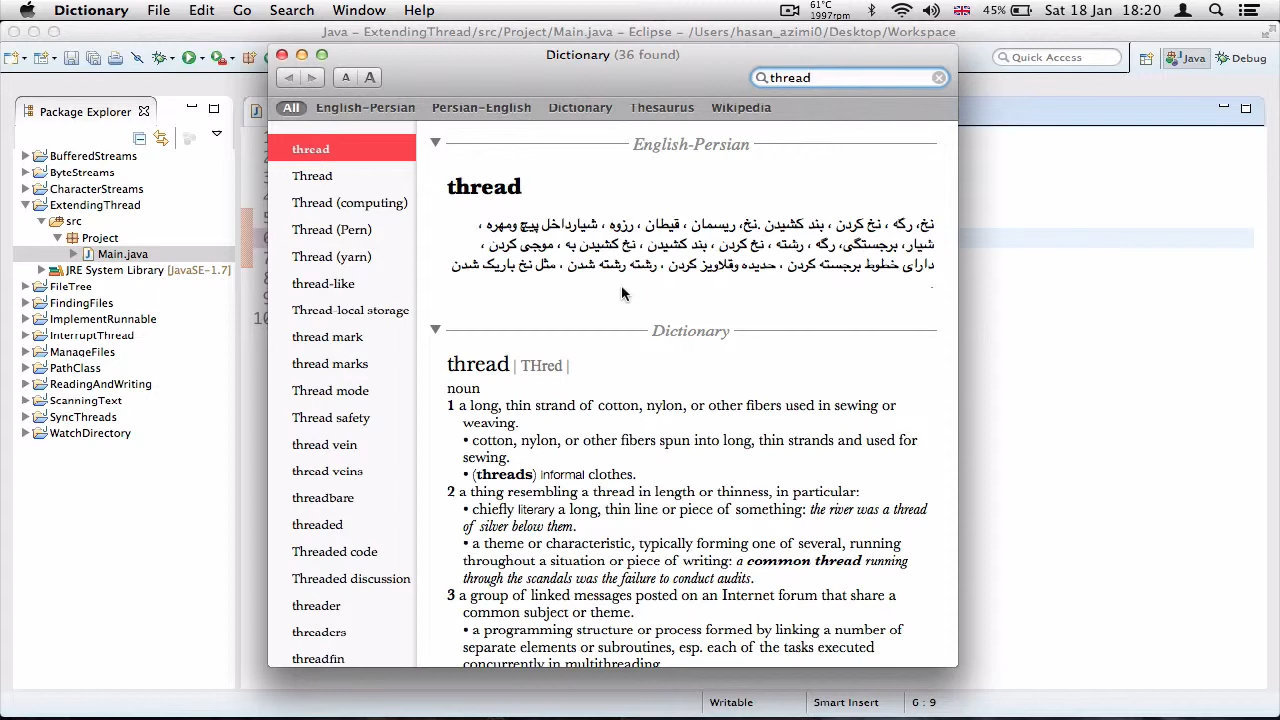 Dictionary File Edit Go Search Window Help 61°C 1997rpm 45% Sat 18 Jan 18:20
Java – ExtendingThread/src/Project/Main.java – Eclipse – /Users/hasan_azimi0/Desktop/Workspace
Dictionary (36 found)
Quick Access
Java
Debug
A A
thread
All English-Persian Persian-English Dictionary Thesaurus Wikipedia
Package Explorer
BufferedStreams
ByteStreams
CharacterStreams
ExtendingThread
src
Project
Main.java
JRE System Library [JavaSE-1.7]
FileTree
FindingFiles
ImplementRunnable
InterruptThread
ManageFiles
PathClass
ReadingAndWriting
ScanningText
SyncThreads
WatchDirectory
thread
Thread
Thread (computing)
Thread (Pern)
Thread (yarn)
thread-like
Thread-local storage
thread mark
thread marks
Thread mode
Thread safety
thread vein
thread veins
threadbare
threaded
Threaded code
Threaded discussion
threader
threaders
threadfin
English-Persian
thread
نخ، رگه ، نخ کردن ، بند کشیدن .نخ، ریسمان ، قیطان ، رزوه ، شیارداخل پیچ ومهره ،
شیار، برجستگی، رگه ، رشته ، نخ کردن ، بند کشیدن ، نخ کشیدن به ، موجی کردن ،
دارای خطوط برجسته کردن ، حدیده وقلاویز کردن ، رشته رشته شدن ، مثل نخ باریک شدن
.
Dictionary
thread | THred |
noun
1 a long, thin strand of cotton, nylon, or other fibers used in sewing or
weaving.
• cotton, nylon, or other fibers spun into long, thin strands and used for
sewing.
• (threads) informal clothes.
2 a thing resembling a thread in length or thinness, in particular:
• chiefly literary a long, thin line or piece of something: the river was a thread
of silver below them.
• a theme or characteristic, typically forming one of several, running
throughout a situation or piece of writing: a common thread running
through the scandals was the failure to conduct audits.
3 a group of linked messages posted on an Internet forum that share a
common subject or theme.
• a programming structure or process formed by linking a number of
separate elements or subroutines, esp. each of the tasks executed
concurrently in multithreading.
10
Writable
Smart Insert
6 : 9